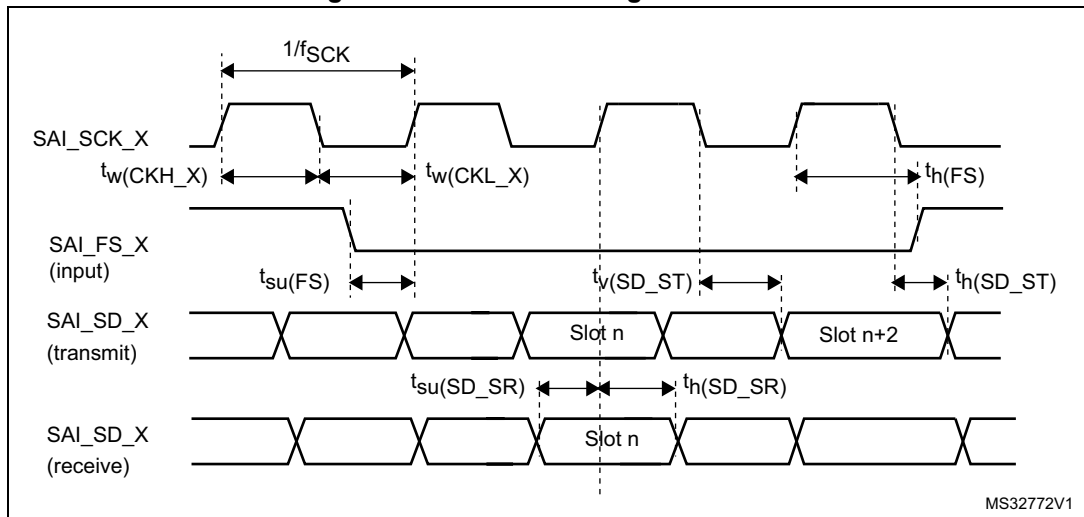 1/fSCK
SAI_SCK_X
tw(CKH_X)
tw(CKL_X)
th(FS)
SAI_FS_X
(input)
tsu(FS)
tv(SD_ST)
th(SD_ST)
SAI_SD_X
(transmit)
Slot n
Slot n+2
tsu(SD_SR)
th(SD_SR)
SAI_SD_X
(receive)
Slot n
MS32772V1